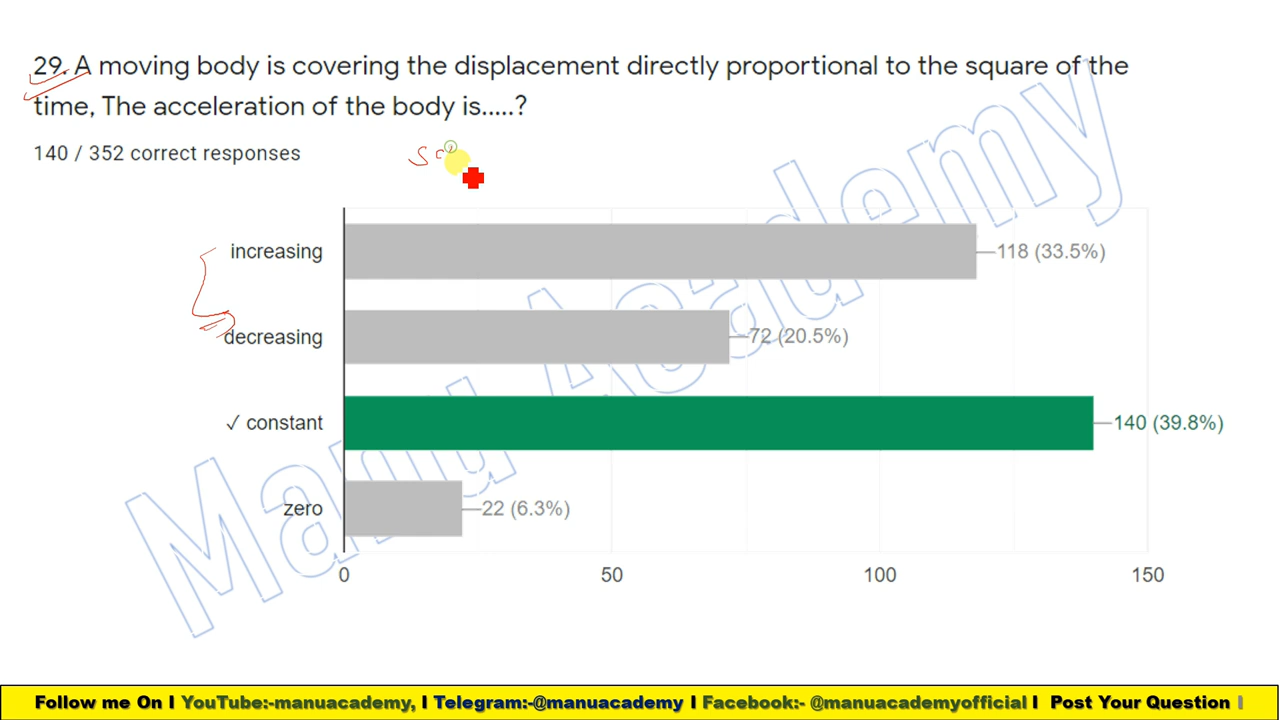 29. A moving body is covering the displacement directly proportional to the square of the
time, The acceleration of the body is.....?
140 / 352 correct responses
S
increasing
118 (33.5%)
decreasing
72 (20.5%)
✓ constant
140 (39.8%)
zero
22 (6.3%)
0 50 100 150
Manu Academy
Follow me On I YouTube:-manuacademy, I Telegram:-@manuacademy I Facebook:- @manuacademyofficial I Post Your Question I